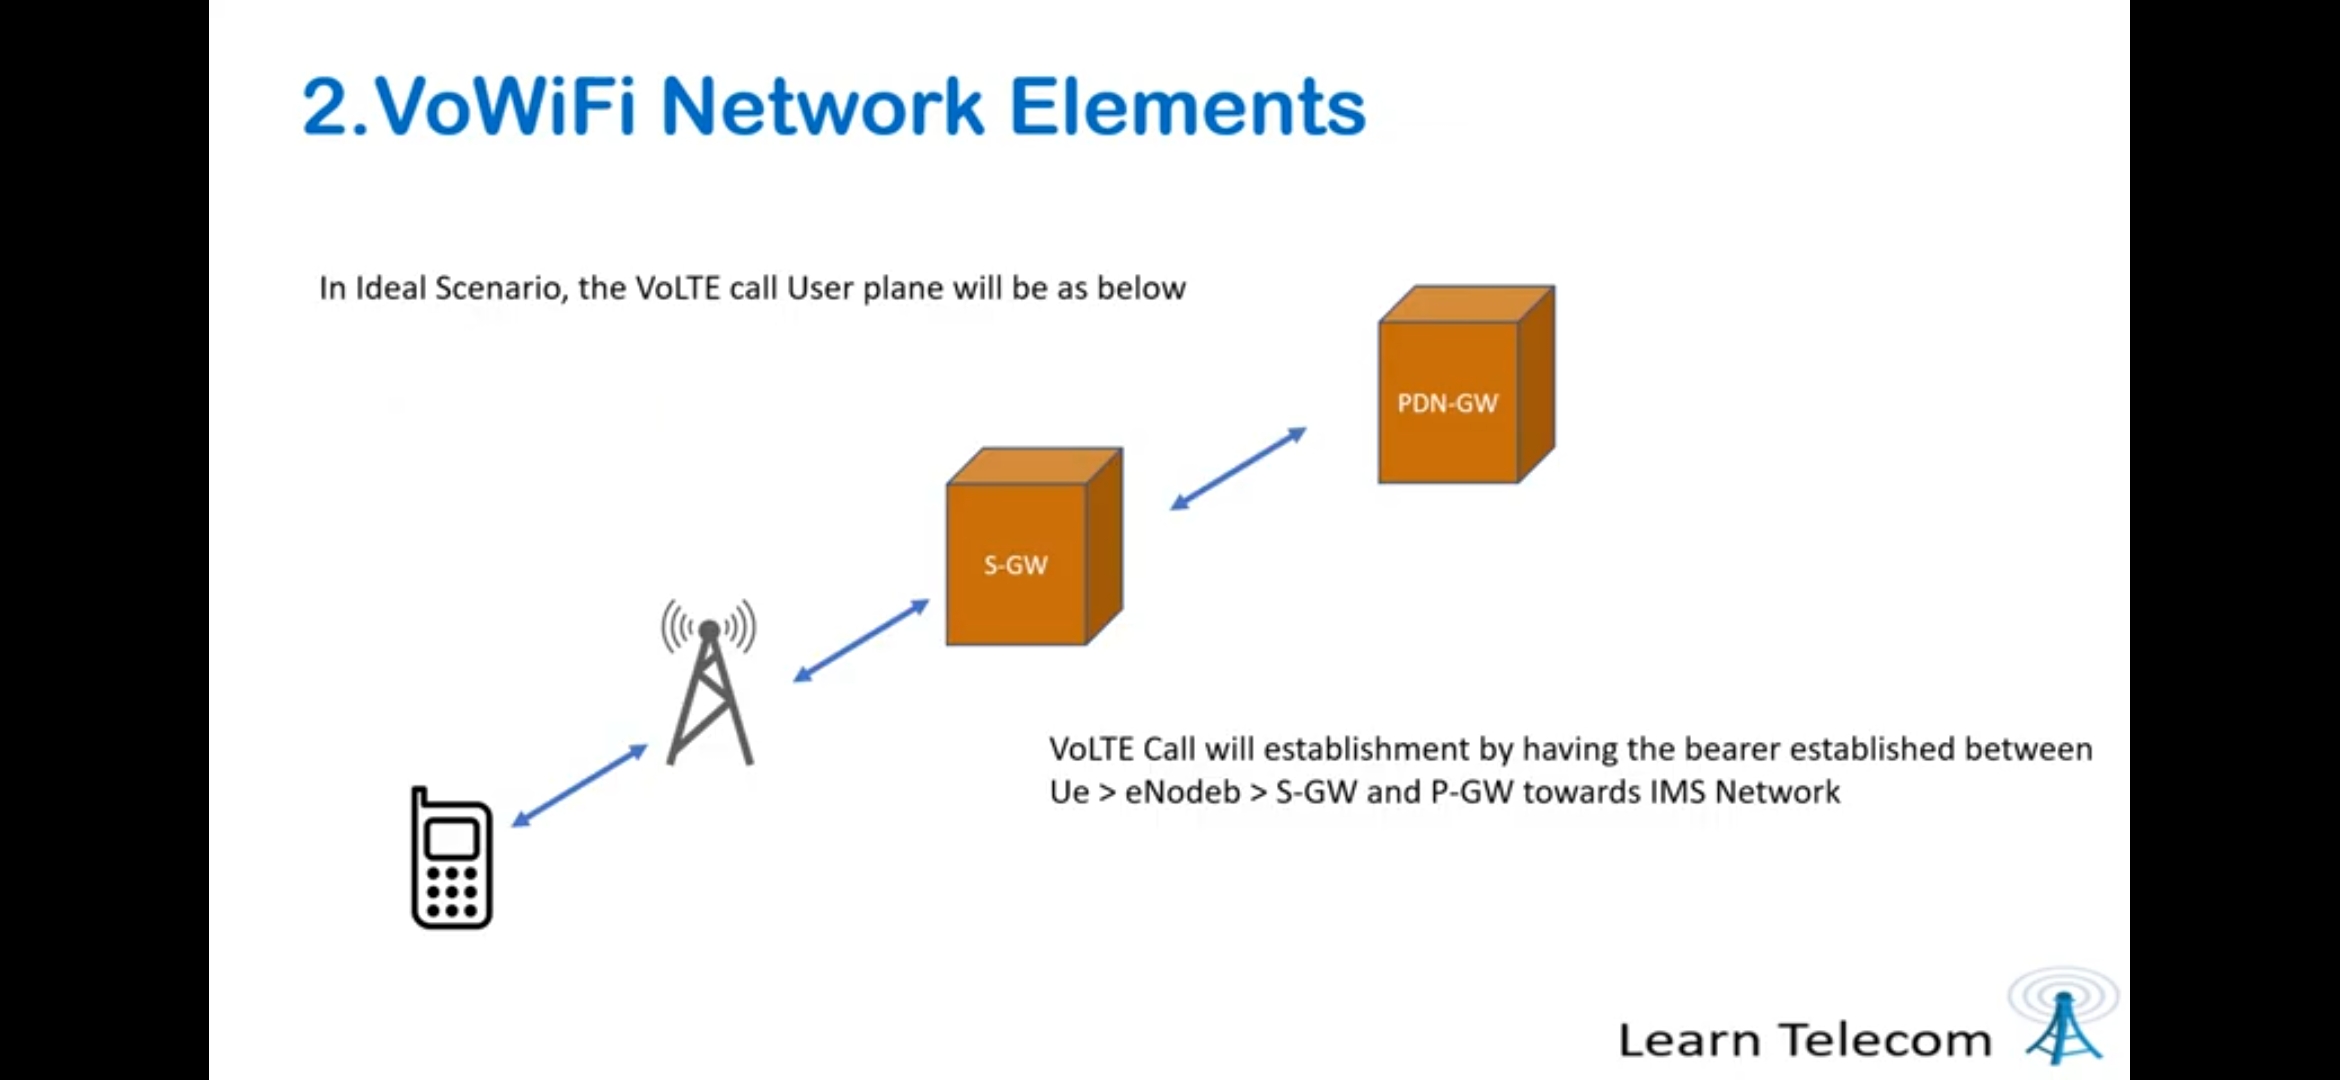 2.VoWiFi Network Elements
In Ideal Scenario, the VoLTE call User plane will be as below
PDN-GW
S-GW
VoLTE Call will establishment by having the bearer established between
Ue > eNodeb > S-GW and P-GW towards IMS Network
Learn Telecom